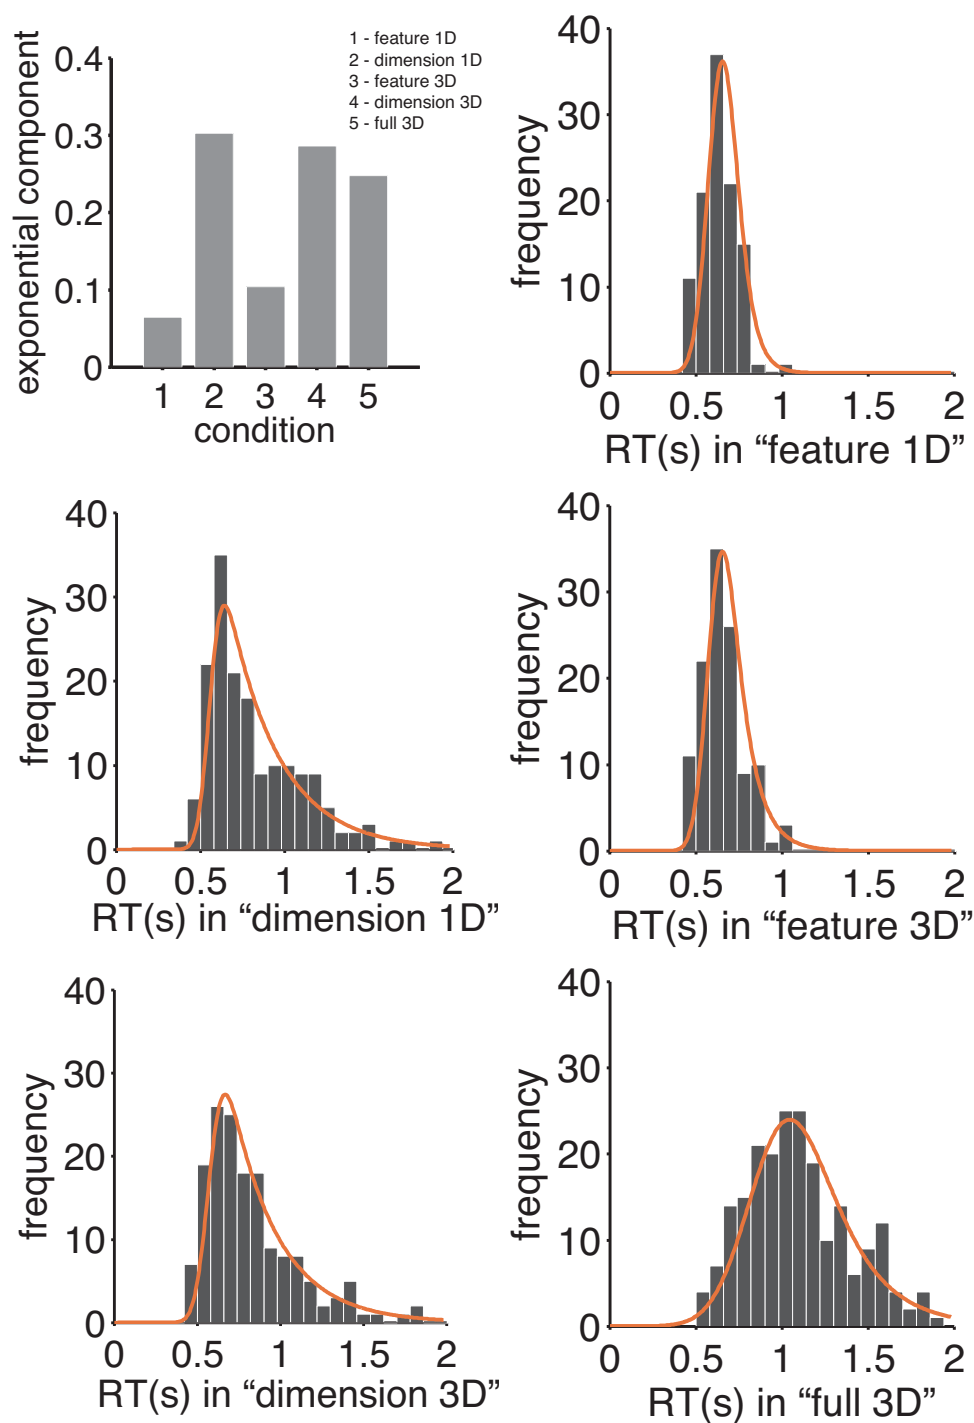 1 - feature 1D
2 - dimension 1D
3 - feature 3D
4 - dimension 3D
5 - full 3D
exponential component
0.4
0.3
0.2
0.1
0
1 2 3 4 5
condition
frequency
40
30
20
10
0
0 0.5 1 1.5 2
RT(s) in “feature 1D”
frequency
40
30
20
10
0
0 0.5 1 1.5 2
RT(s) in “dimension 1D”
frequency
40
30
20
10
0
0 0.5 1 1.5 2
RT(s) in “feature 3D”
frequency
40
30
20
10
0
0 0.5 1 1.5 2
RT(s) in “dimension 3D”
frequency
40
30
20
10
0
0 0.5 1 1.5 2
RT(s) in “full 3D”